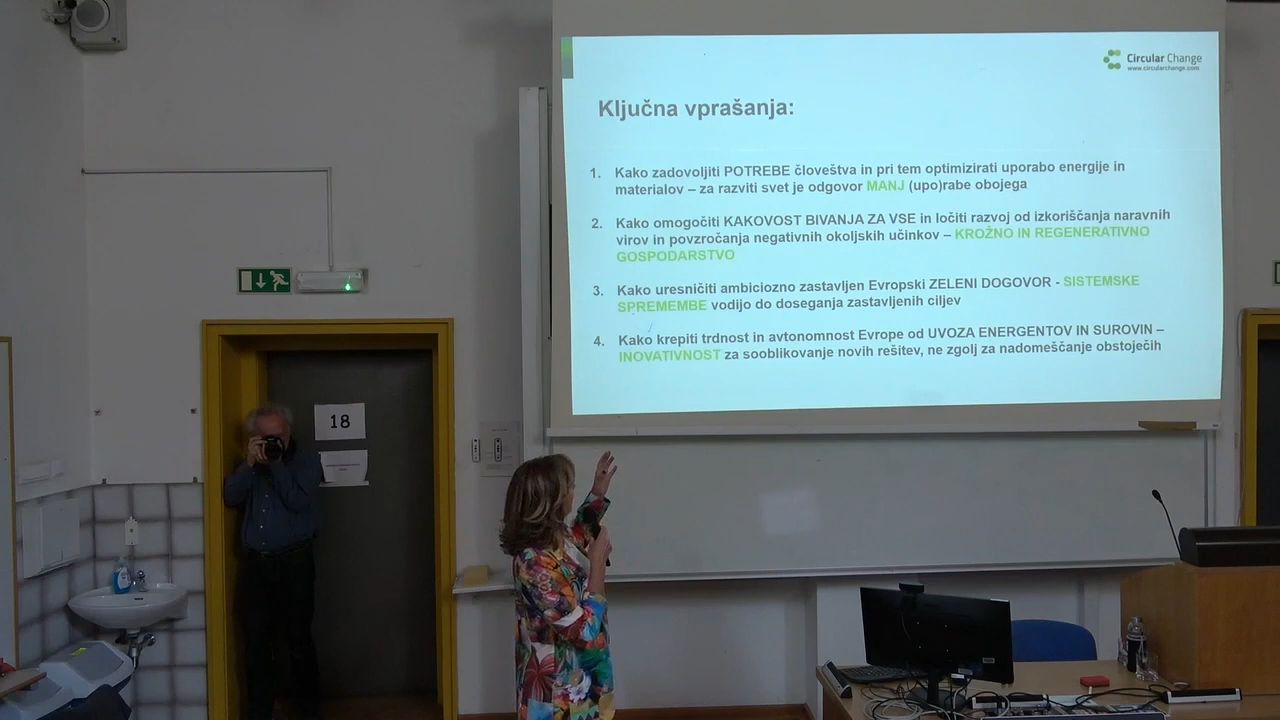 Circular Change
www.circularchange.com
Ključna vprašanja:
1. Kako zadovoljiti POTREBE človeštva in pri tem optimizirati uporabo energije in
materialov – za razviti svet je odgovor MANJ (upo)rabe obojega
2. Kako omogočiti KAKOVOST BIVANJA ZA VSE in ločiti razvoj od izkoriščanja naravnih
virov in povzročanja negativnih okoljskih učinkov – KROŽNO IN REGENERATIVNO
GOSPODARSTVO
3. Kako uresničiti ambiciozno zastavljen Evropski ZELENI DOGOVOR - SISTEMSKE
SPREMEMBE vodijo do doseganja zastavljenih ciljev
4. Kako krepiti trdnost in avtonomnost Evrope od UVOZA ENERGENTOV IN SUROVIN –
INOVATIVNOST za sooblikovanje novih rešitev, ne zgolj za nadomeščanje obstoječih
18